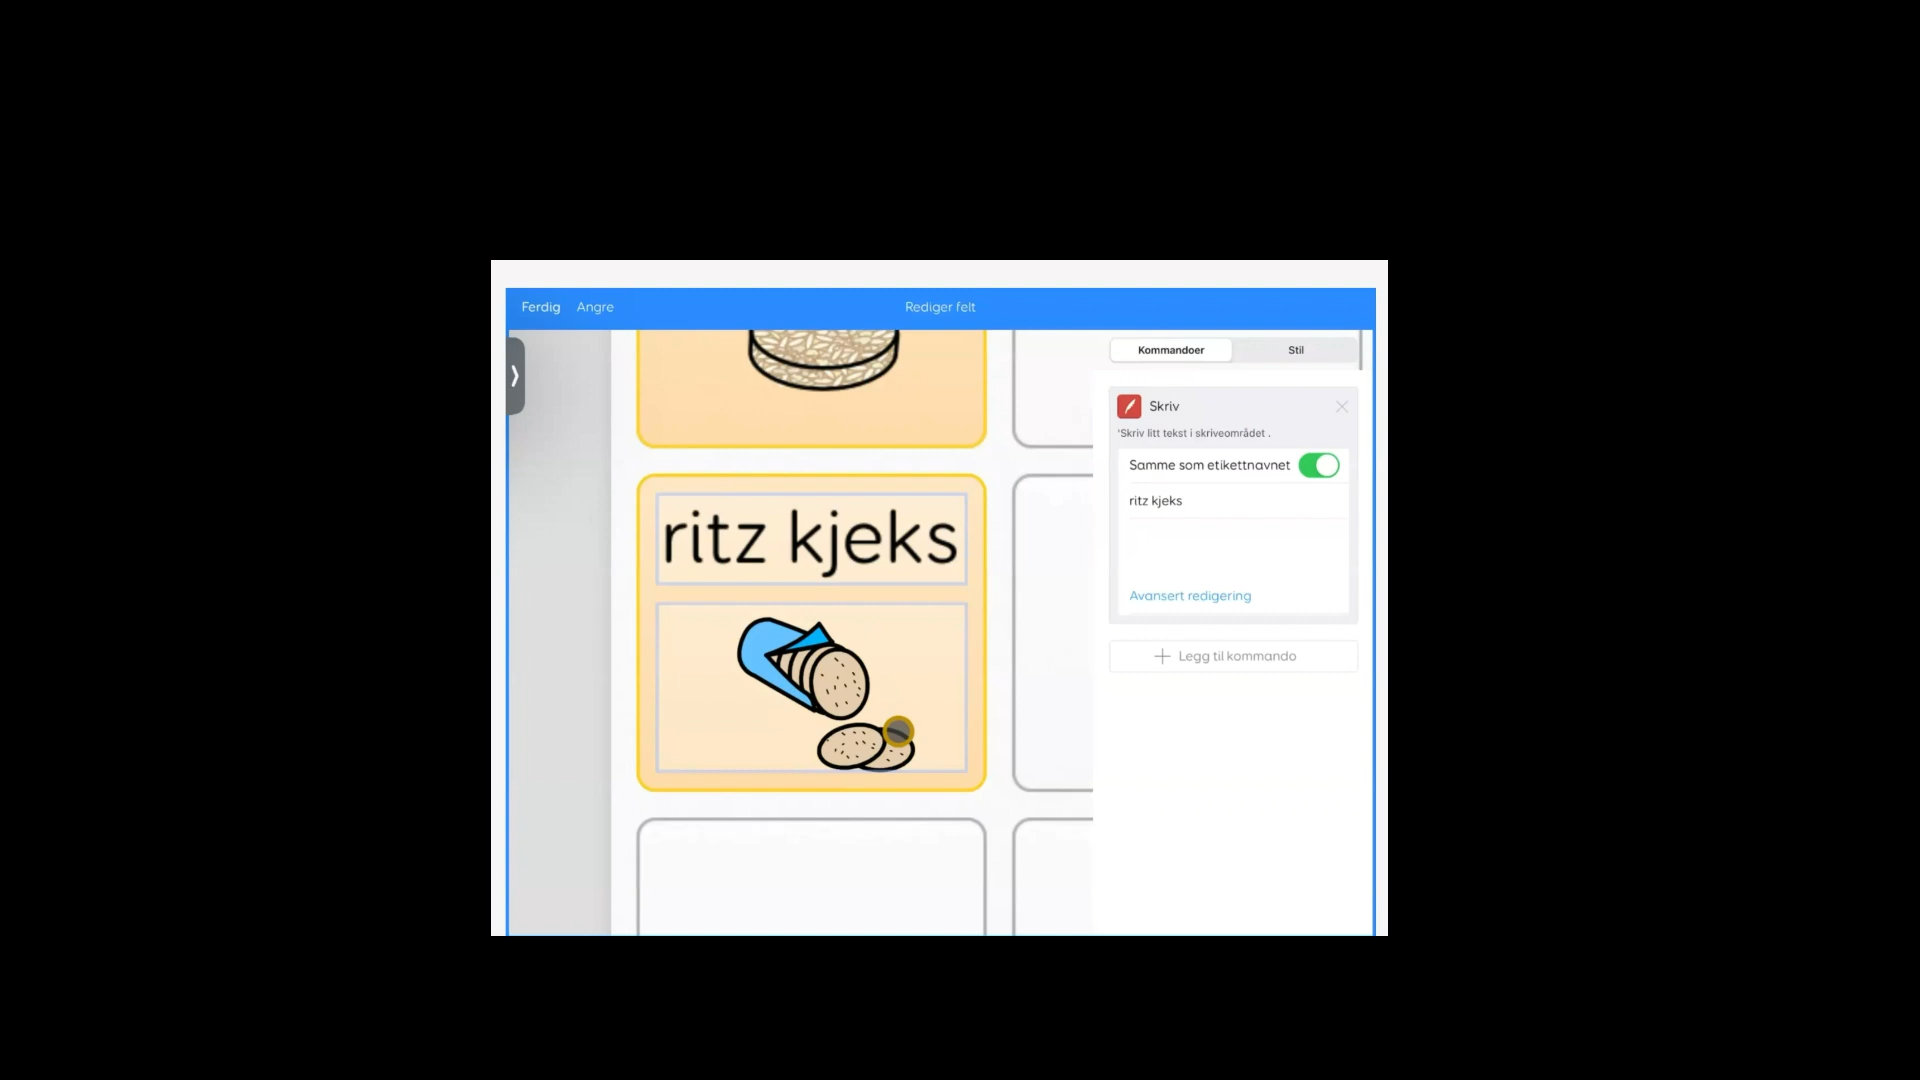 Ferdig Angre Rediger felt
Kommandoer Stil
Skriv
'Skriv litt tekst i skriveområdet .
Samme som etikettnavnet
ritz kjeks
ritz kjeks
Avansert redigering
Legg til kommando